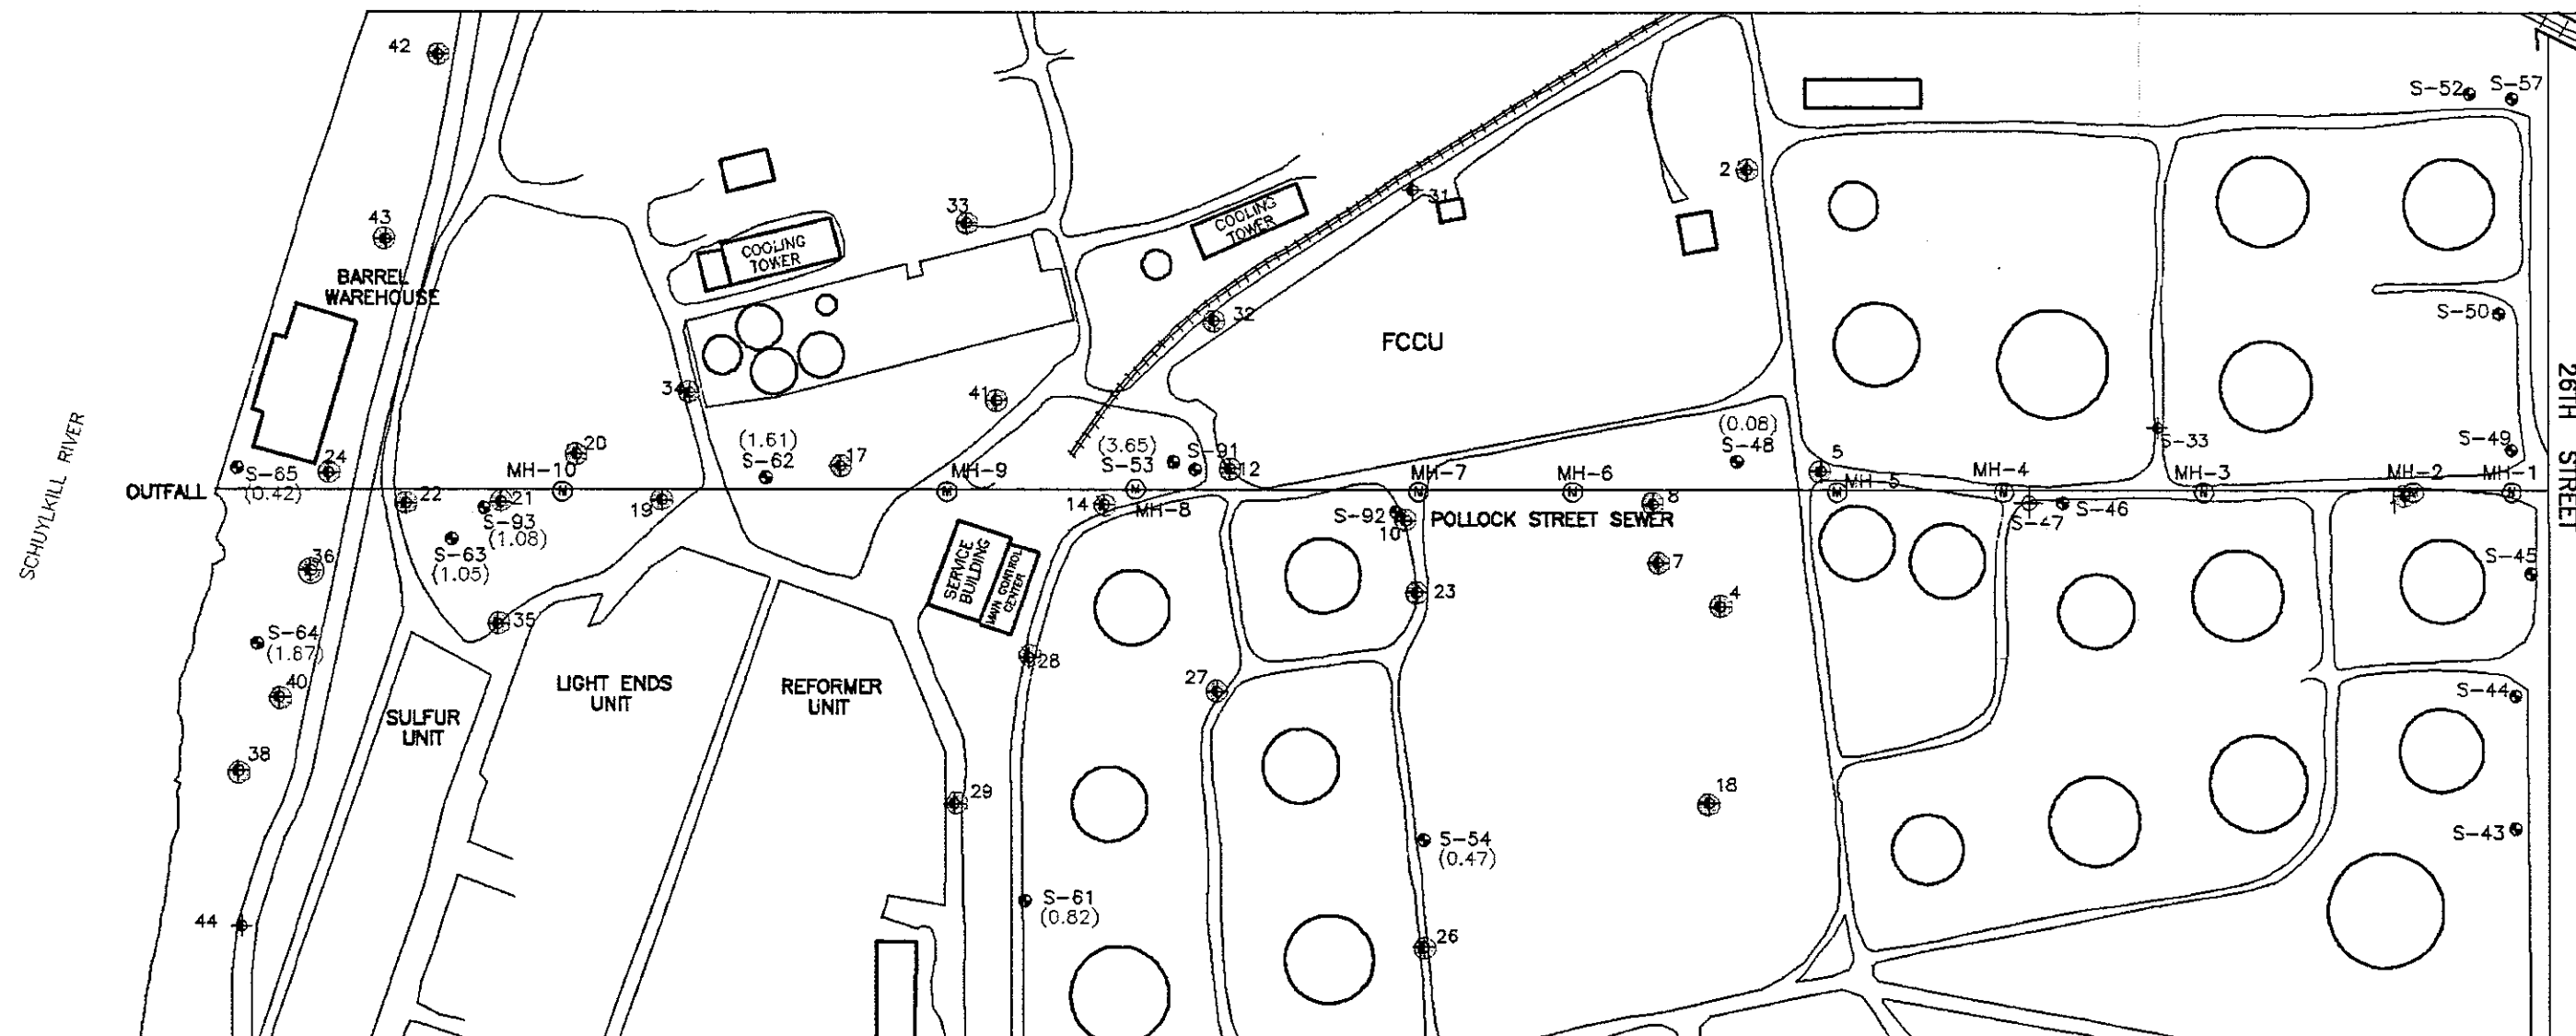 42
S-52
S-57
2
43
33
COOLING
TOWER
31
COOLING
TOWER
BARREL
WAREHOUSE
32
S-50
FCCU
26TH STREET
34
41
SCHUYLKILL RIVER
(0.08)
S-48
S-33
S-49
20
(1.61)
S-62
17
(3.65)
S-53
S-91
12
5
24
S-65
(0.42)
OUTFALL
MH-10
MH-9
MH-8
MH-7
MH-6
MH-5
MH-4
MH-3
MH-2
MH-1
22
21
S-93
(1.08)
19
14
S-92
10
POLLOCK STREET SEWER
8
S-47
S-46
1
S-63
(1.05)
36
SERVICE
BUILDING
MAIN CONTROL
CENTER
7
S-45
23
4
35
S-64
(1.87)
28
40
LIGHT ENDS
UNIT
REFORMER
UNIT
27
S-44
SULFUR
UNIT
38
29
18
S-43
S-54
(0.47)
44
S-61
(0.82)
26